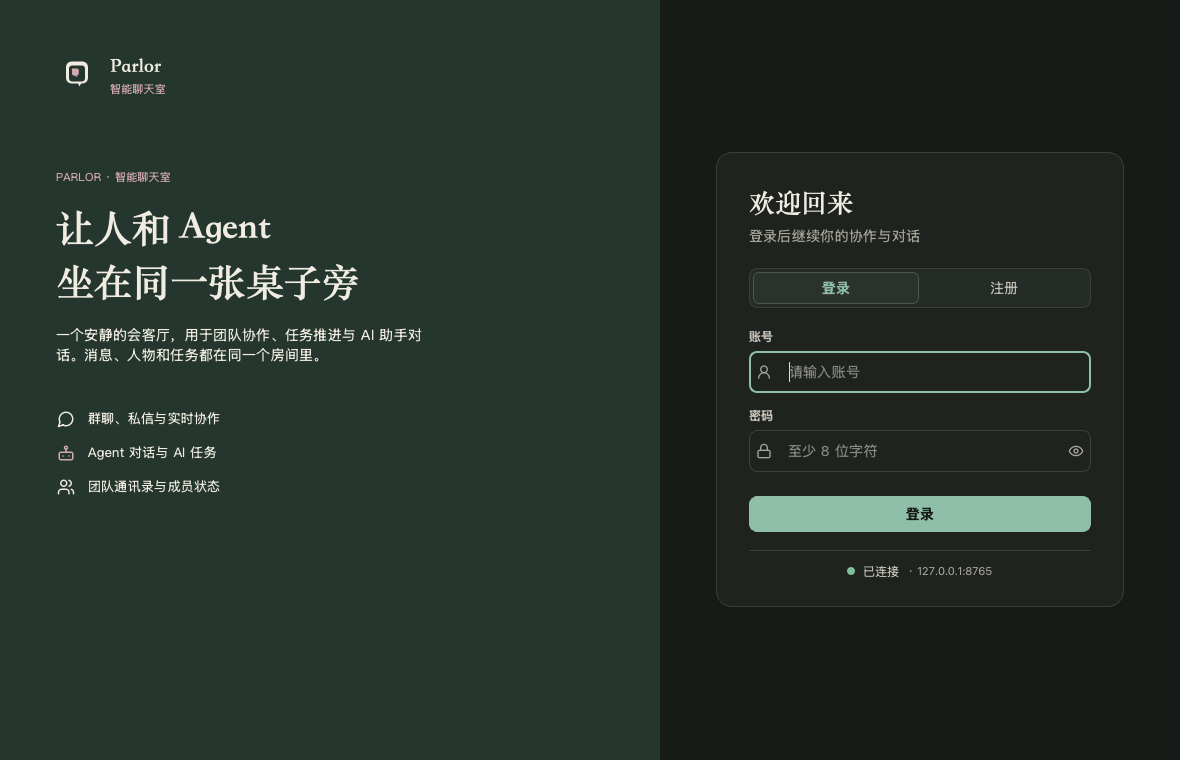 Parlor
智能聊天室
PARLOR · 智能聊天室
让人和 Agent
坐在同一张桌子旁
一个安静的会客厅，用于团队协作、任务推进与 AI 助手对
话。消息、人物和任务都在同一个房间里。
群聊、私信与实时协作
Agent 对话与 AI 任务
团队通讯录与成员状态
欢迎回来
登录后继续你的协作与对话
登录 注册
账号
请输入账号
密码
至少 8 位字符
登录
已连接 · 127.0.0.1:8765